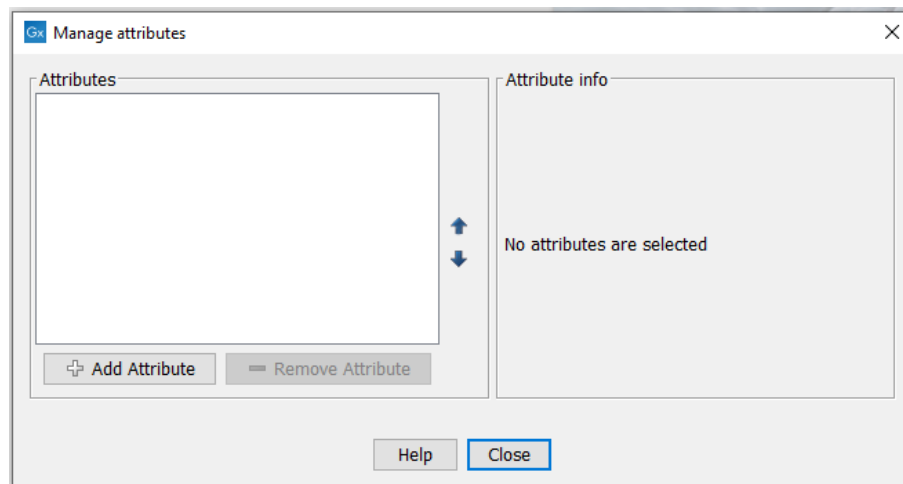 Gx Manage attributes
Attributes
Attribute info
No attributes are selected
Add Attribute
Remove Attribute
Help
Close